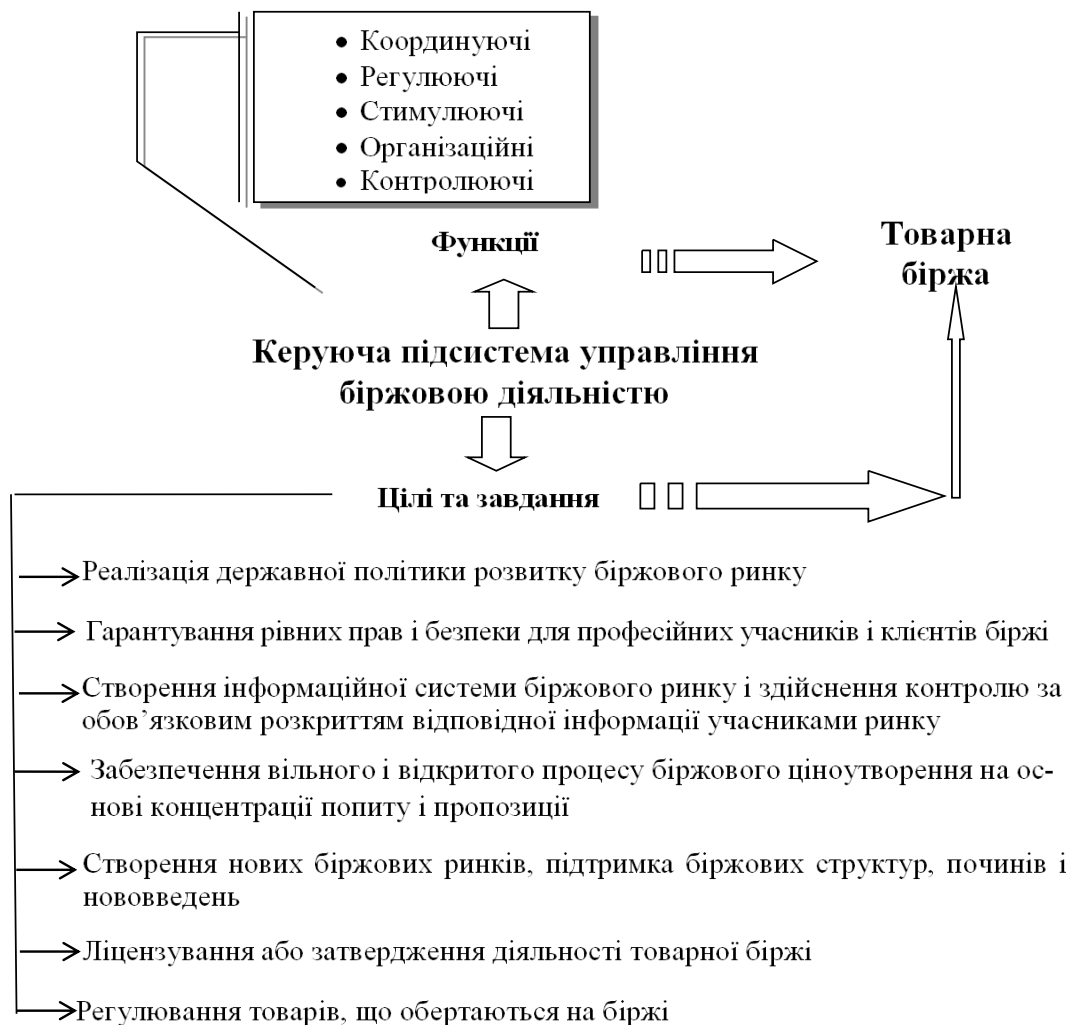 • Координуючі
• Регулюючі
• Стимулюючі
• Організаційні
• Контролюючі
Функції
Товарна
біржа
Керуюча підсистема управління
біржовою діяльністю
Цілі та завдання
Реалізація державної політики розвитку біржового ринку
Гарантування рівних прав і безпеки для професійних учасників і клієнтів біржі
Створення інформаційної системи біржового ринку і здійснення контролю за
обов’язковим розкриттям відповідної інформації учасниками ринку
Забезпечення вільного і відкритого процесу біржового ціноутворення на ос-
нові концентрації попиту і пропозиції
Створення нових біржових ринків, підтримка біржових структур, починів і
нововведень
Ліцензування або затвердження діяльності товарної біржі
Регулювання товарів, що обертаються на біржі